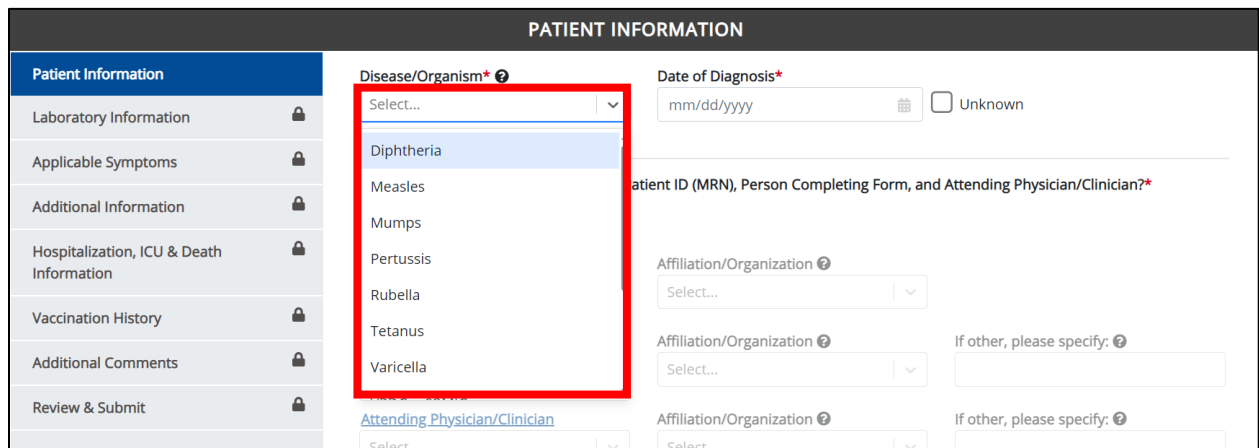 PATIENT INFORMATION
Patient Information
Laboratory Information
Applicable Symptoms
Additional Information
Hospitalization, ICU & Death
Information
Vaccination History
Additional Comments
Review & Submit
Disease/Organism*
Select...
Diphtheria
Measles
Mumps
Pertussis
Rubella
Tetanus
Varicella
Date of Diagnosis*
mm/dd/yyyy
Unknown
atient ID (MRN), Person Completing Form, and Attending Physician/Clinician?*
Affiliation/Organization
Select...
Affiliation/Organization
If other, please specify:
Select...
Attending Physician/Clinician
Affiliation/Organization
If other, please specify:
Select
Select